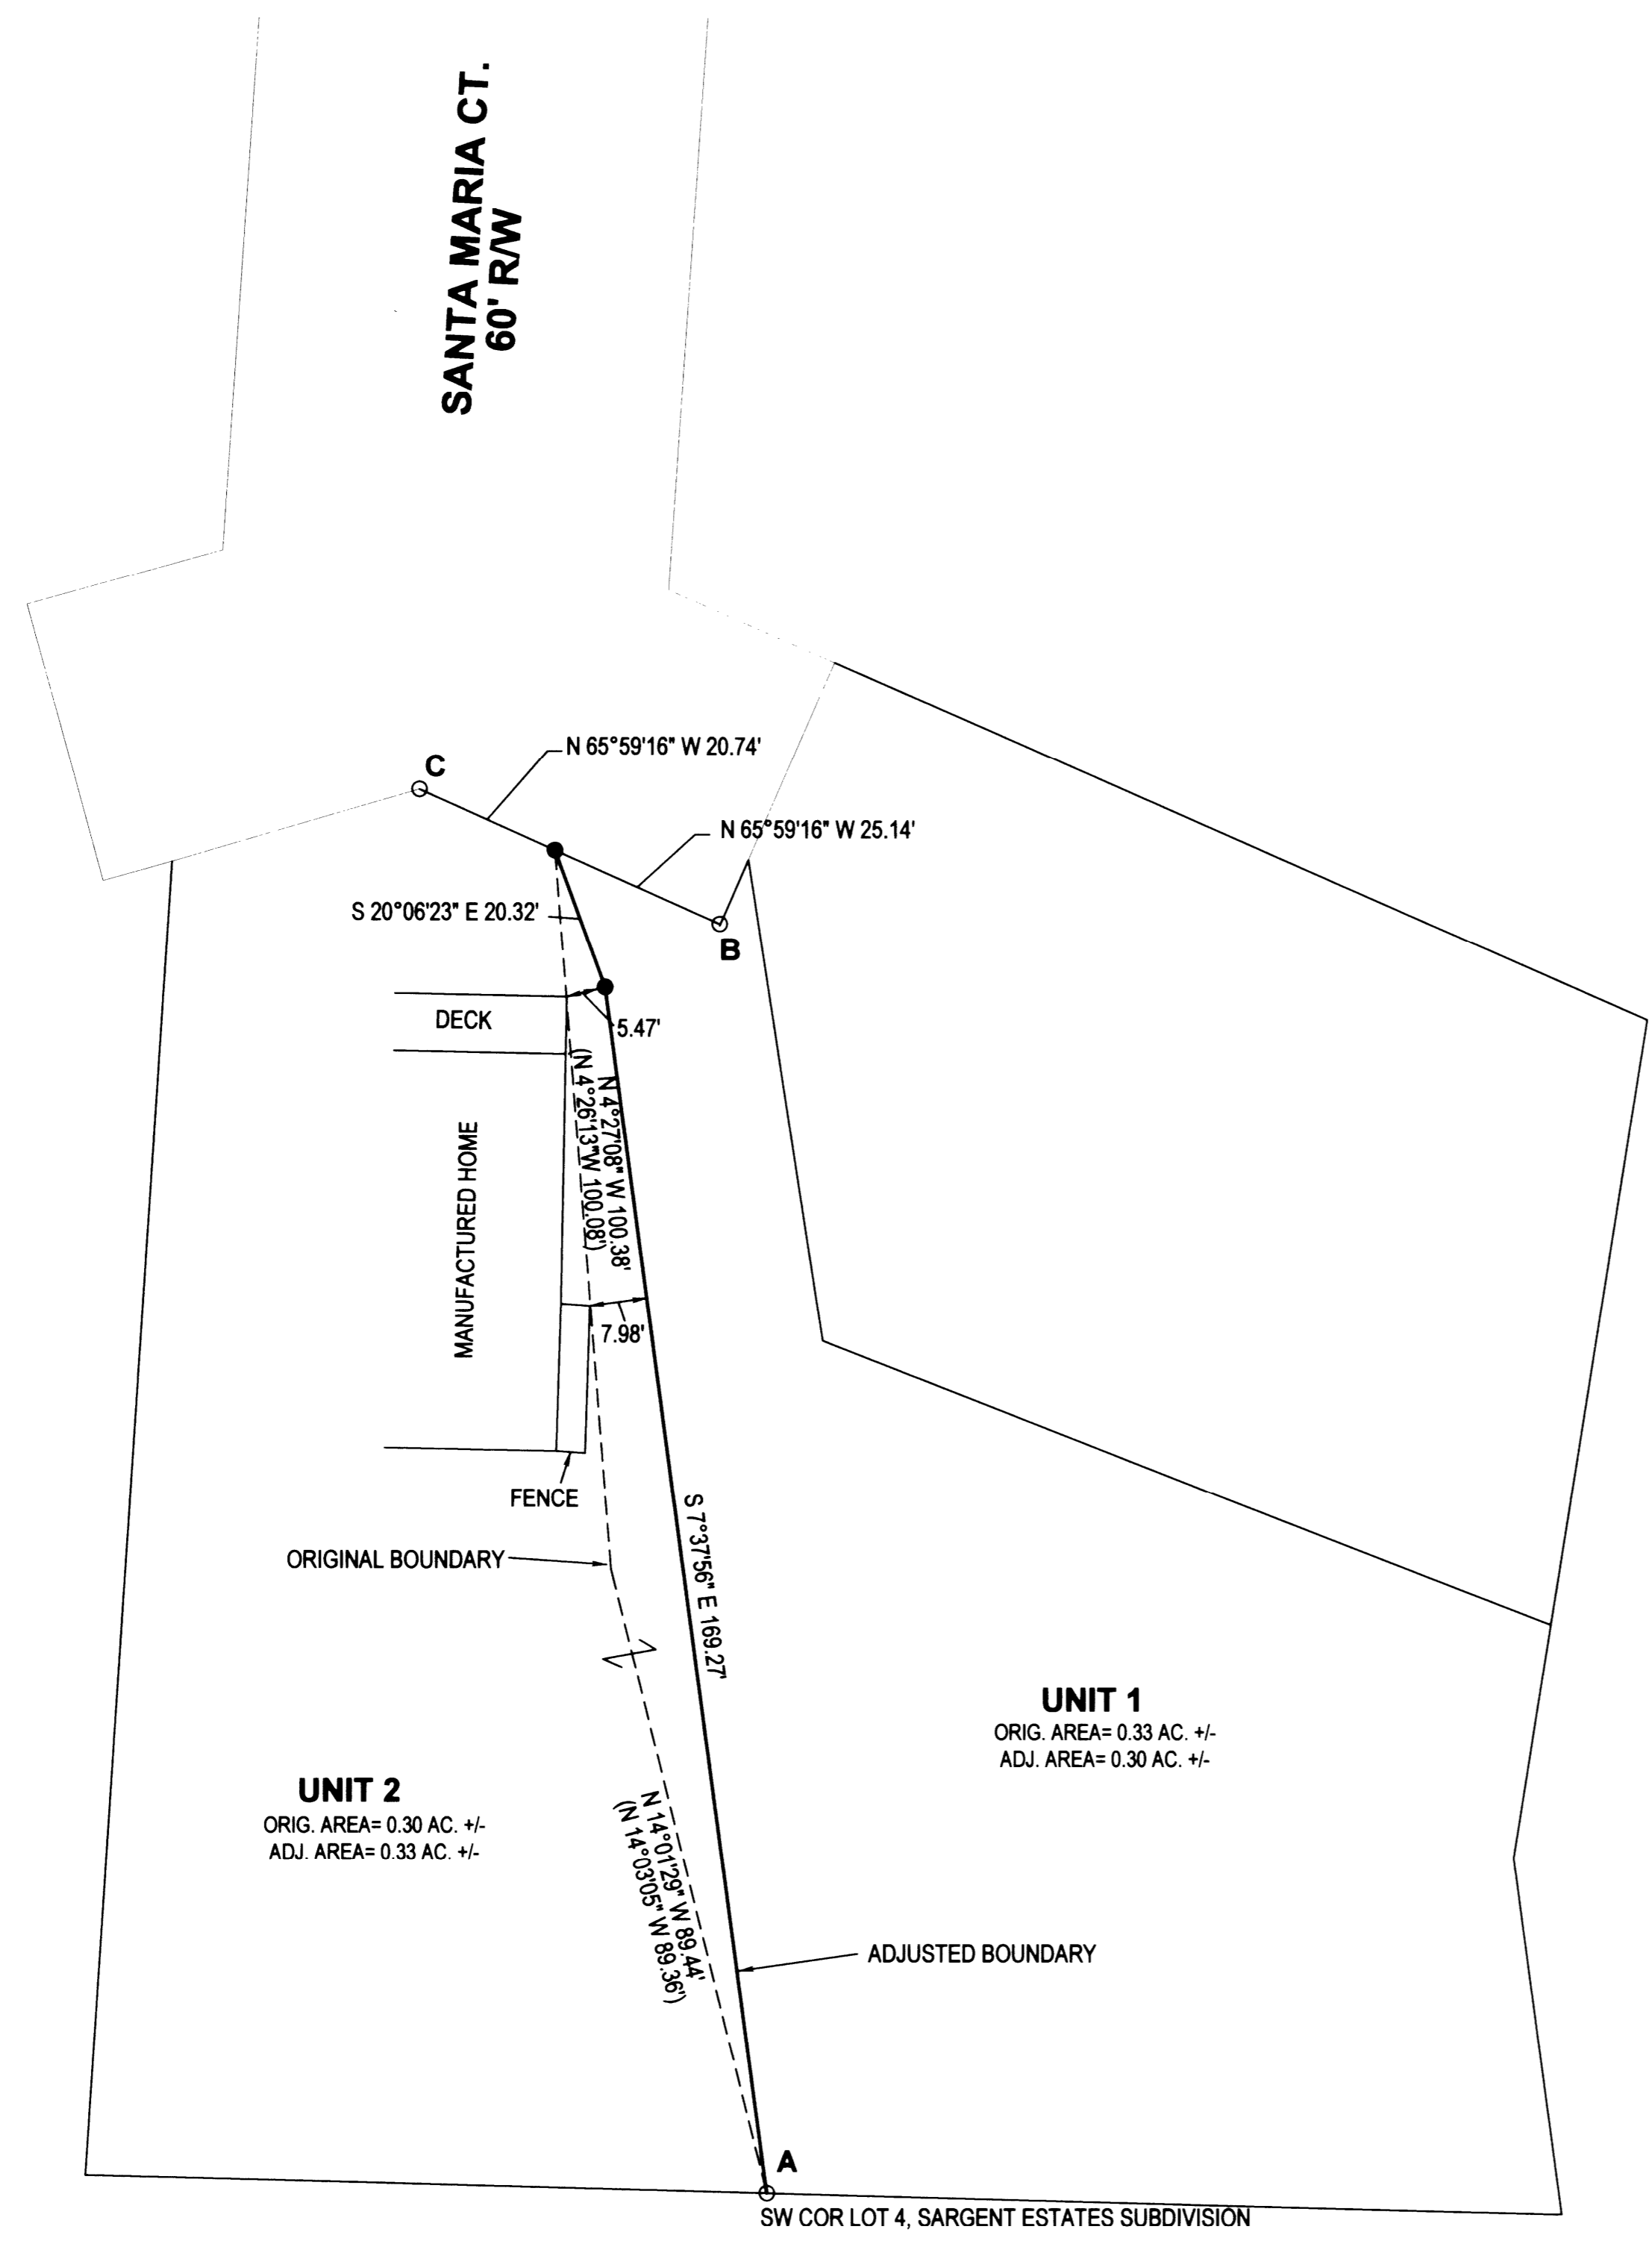 SANTA MARIA CT.
60' R/W
N 65°59'16" W 20.74'
C
N 65°59'16" W 25.14'
S 20°06'23" E 20.32'
B
DECK
5.47'
N 4°27'08" W 100.38'
(N 4°26'13"W 100.08')
MANUFACTURED HOME
7.98'
FENCE
S 7°37'56" E 169.27'
ORIGINAL BOUNDARY
UNIT 1
ORIG. AREA= 0.33 AC. +/-
ADJ. AREA= 0.30 AC. +/-
UNIT 2
ORIG. AREA= 0.30 AC. +/-
ADJ. AREA= 0.33 AC. +/-
N 14°01'29" W 89.44'
(N 14°03'05" W 89.36")
ADJUSTED BOUNDARY
A
SW COR LOT 4, SARGENT ESTATES SUBDIVISION